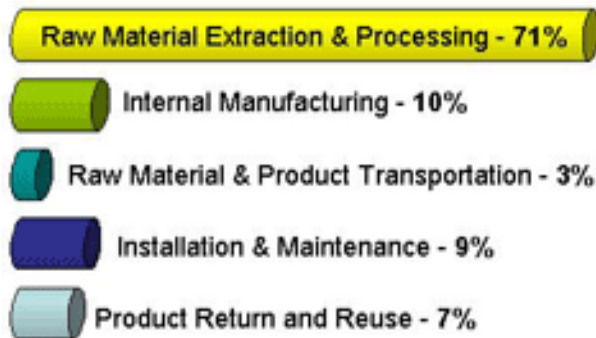 Raw Material Extraction & Processing - 71%
Internal Manufacturing - 10%
Raw Material & Product Transportation - 3%
Installation & Maintenance - 9%
Product Return and Reuse - 7%